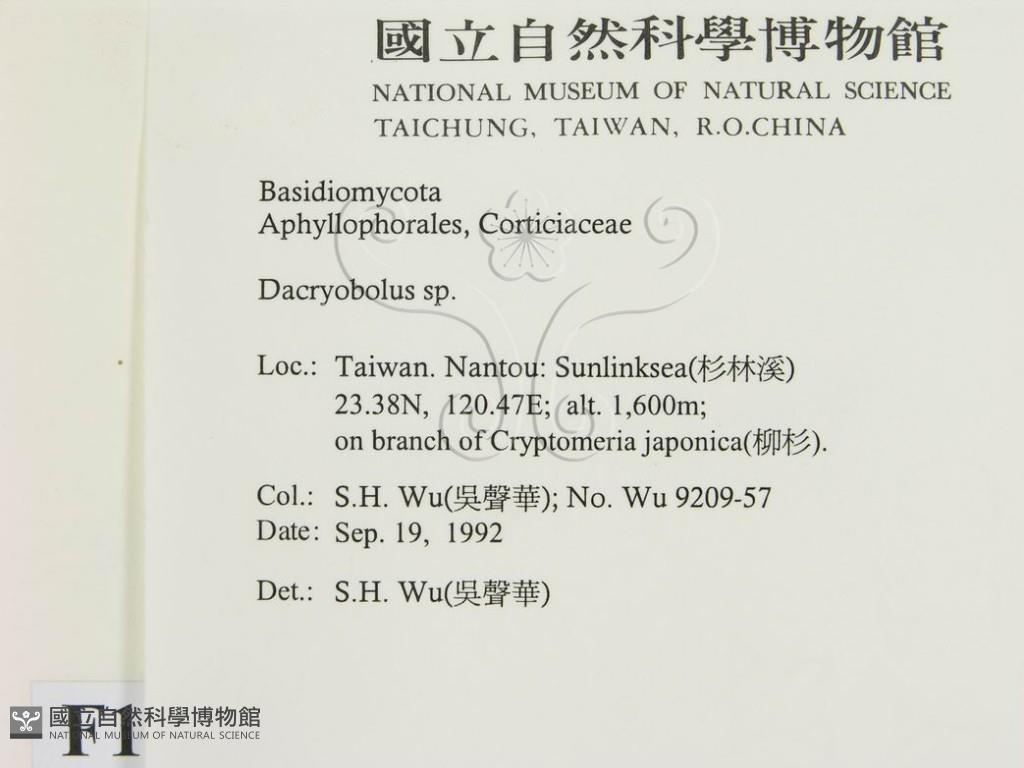 國立自然科學博物館
NATIONAL MUSEUM OF NATURAL SCIENCE
TAICHUNG, TAIWAN, R.O.CHINA
Basidiomycota
Aphyllophorales, Corticiaceae
Dacryobolus sp.
Loc.: Taiwan. Nantou: Sunlinksea(杉林溪)
23.38N, 120.47E; alt. 1,600m;
on branch of Cryptomeria japonica(柳杉).
Col.: S.H. Wu(吳聲華); No. Wu 9209-57
Date: Sep. 19, 1992
Det.: S.H. Wu(吳聲華)
F1
國立自然科學博物館
NATIONAL MUSEUM OF NATURAL SCIENCE